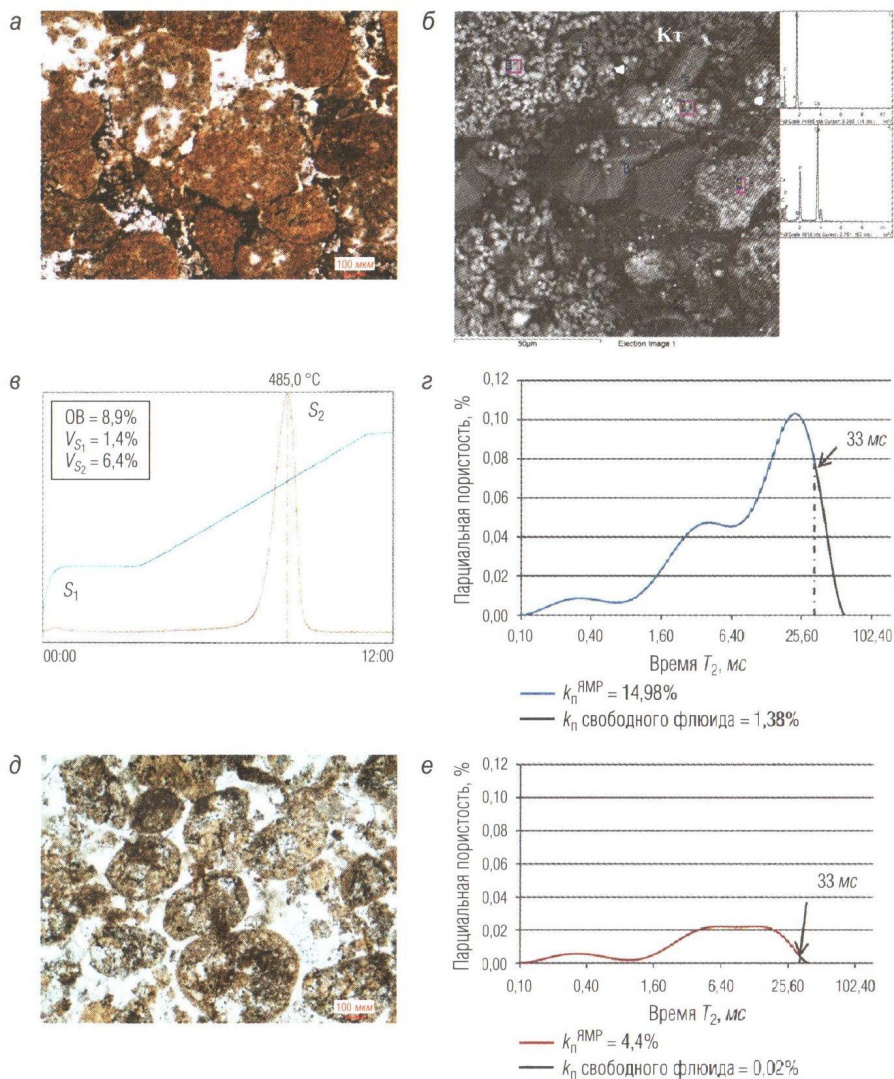 а
100 мкм
б
Кт
50μm
Electron Image 1
в
485,0 °C
ОВ = 8,9%
V_S₁ = 1,4%
V_S₂ = 6,4%
S₂
S₁
00:00
12:00
г
Парциальная пористость, %
0,12
0,10
0,08
0,06
0,04
0,02
0,00
33 мс
0,10 0,40 1,60 6,40 25,60 102,40
Время T₂, мс
kп^ЯМР = 14,98%
kп свободного флюида = 1,38%
д
100 мкм
е
Парциальная пористость, %
0,12
0,10
0,08
0,06
0,04
0,02
0,00
33 мс
0,10 0,40 1,60 6,40 25,60 102,40
Время T₂, мс
kп^ЯМР = 4,4%
kп свободного флюида = 0,02%